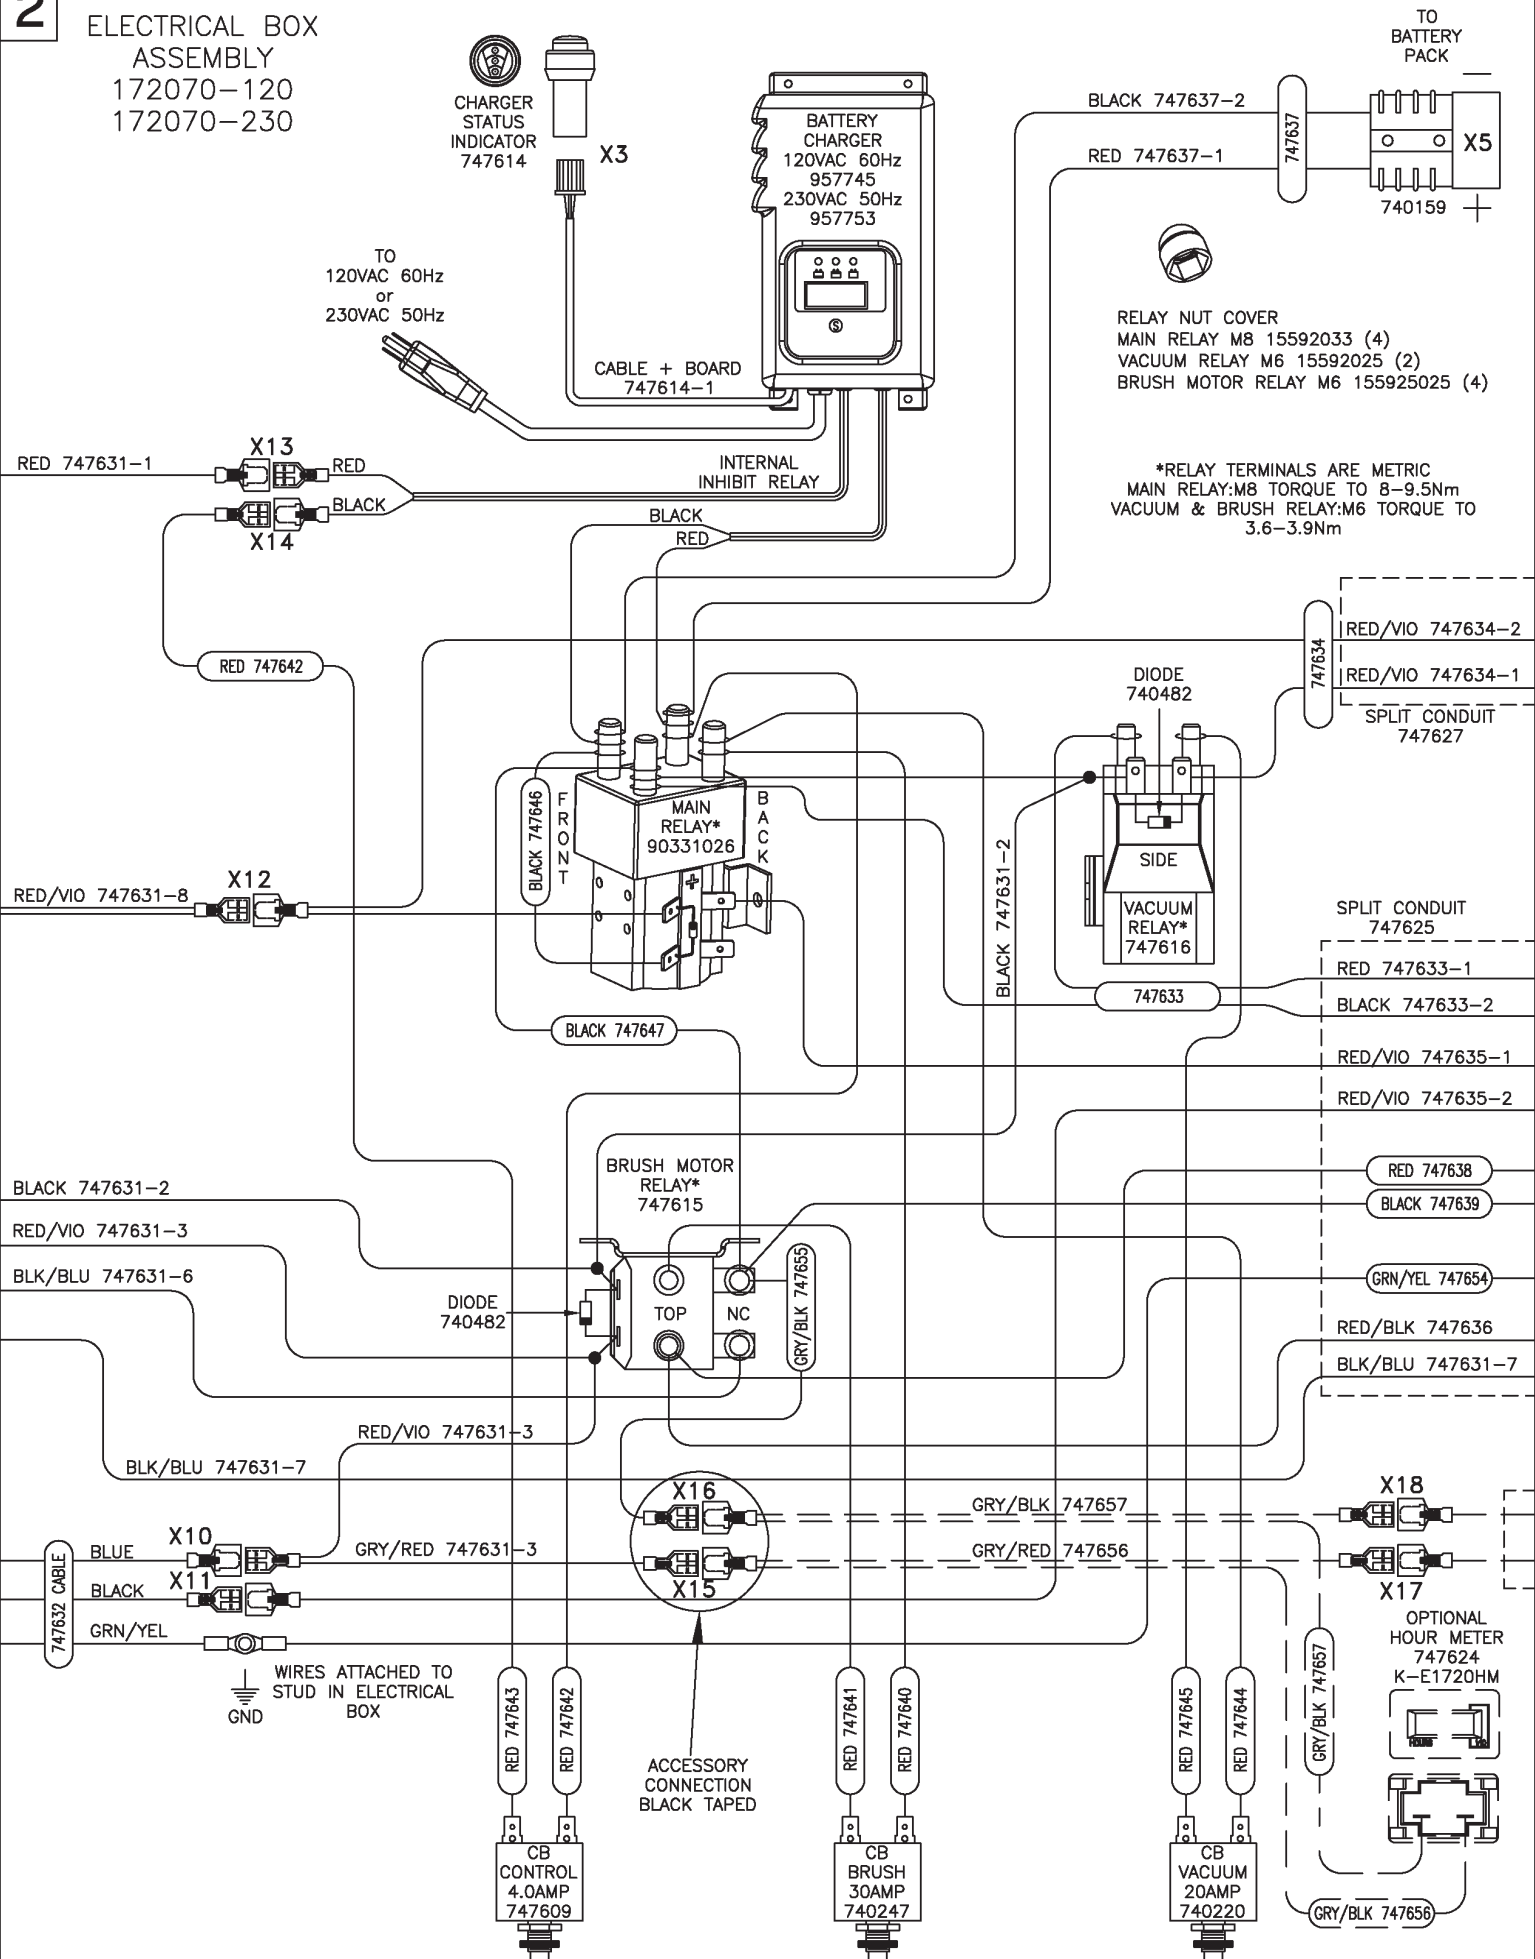 2
ELECTRICAL BOX
ASSEMBLY
172070-120
172070-230
CHARGER
STATUS
INDICATOR
747614
X3
BATTERY
CHARGER
120VAC 60Hz
957745
230VAC 50Hz
957753
S
TO
BATTERY
PACK
BLACK 747637-2
RED 747637-1
747637
X5
740159
TO
120VAC 60Hz
or
230VAC 50Hz
CABLE + BOARD
747614-1
RELAY NUT COVER
MAIN RELAY M8 15592033 (4)
VACUUM RELAY M6 15592025 (2)
BRUSH MOTOR RELAY M6 155925025 (4)
*RELAY TERMINALS ARE METRIC
MAIN RELAY:M8 TORQUE TO 8-9.5Nm
VACUUM & BRUSH RELAY:M6 TORQUE TO
3.6-3.9Nm
X13
RED 747631-1
RED
BLACK
X14
INTERNAL
INHIBIT RELAY
BLACK
RED
RED 747642
747634
RED/VIO 747634-2
RED/VIO 747634-1
SPLIT CONDUIT
747627
DIODE
740482
BLACK 747646
FRONT
MAIN
RELAY*
90331026
BACK
+
SIDE
VACUUM
RELAY*
747616
BLACK 747631-2
X12
RED/VIO 747631-8
SPLIT CONDUIT
747625
RED 747633-1
747633
BLACK 747633-2
BLACK 747647
RED/VIO 747635-1
RED/VIO 747635-2
BRUSH MOTOR
RELAY*
747615
RED 747638
BLACK 747639
BLACK 747631-2
RED/VIO 747631-3
BLK/BLU 747631-6
GRN/YEL 747654
DIODE
740482
TOP
NC
GRY/BLK 747655
RED/BLK 747636
BLK/BLU 747631-7
RED/VIO 747631-3
BLK/BLU 747631-7
X16
GRY/BLK 747657
X18
X10
BLUE
GRY/RED 747631-3
GRY/RED 747656
X11
X15
X17
BLACK
747632 CABLE
GRN/YEL
WIRES ATTACHED TO
STUD IN ELECTRICAL
BOX
GND
OPTIONAL
HOUR METER
747624
K-E1720HM
GRY/BLK 747657
RED 747643
RED 747642
RED 747641
RED 747640
RED 747645
RED 747644
ACCESSORY
CONNECTION
BLACK TAPED
CB
CONTROL
4.0AMP
747609
CB
BRUSH
30AMP
740247
CB
VACUUM
20AMP
740220
GRY/BLK 747656